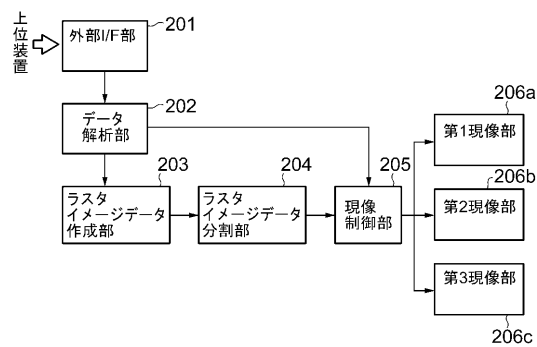 上位装置
外部I/F部
201
データ
解析部
202
ラスタ
イメージデータ
作成部
203
ラスタ
イメージデータ
分割部
204
現像
制御部
205
第1現像部
206a
第2現像部
206b
第3現像部
206c